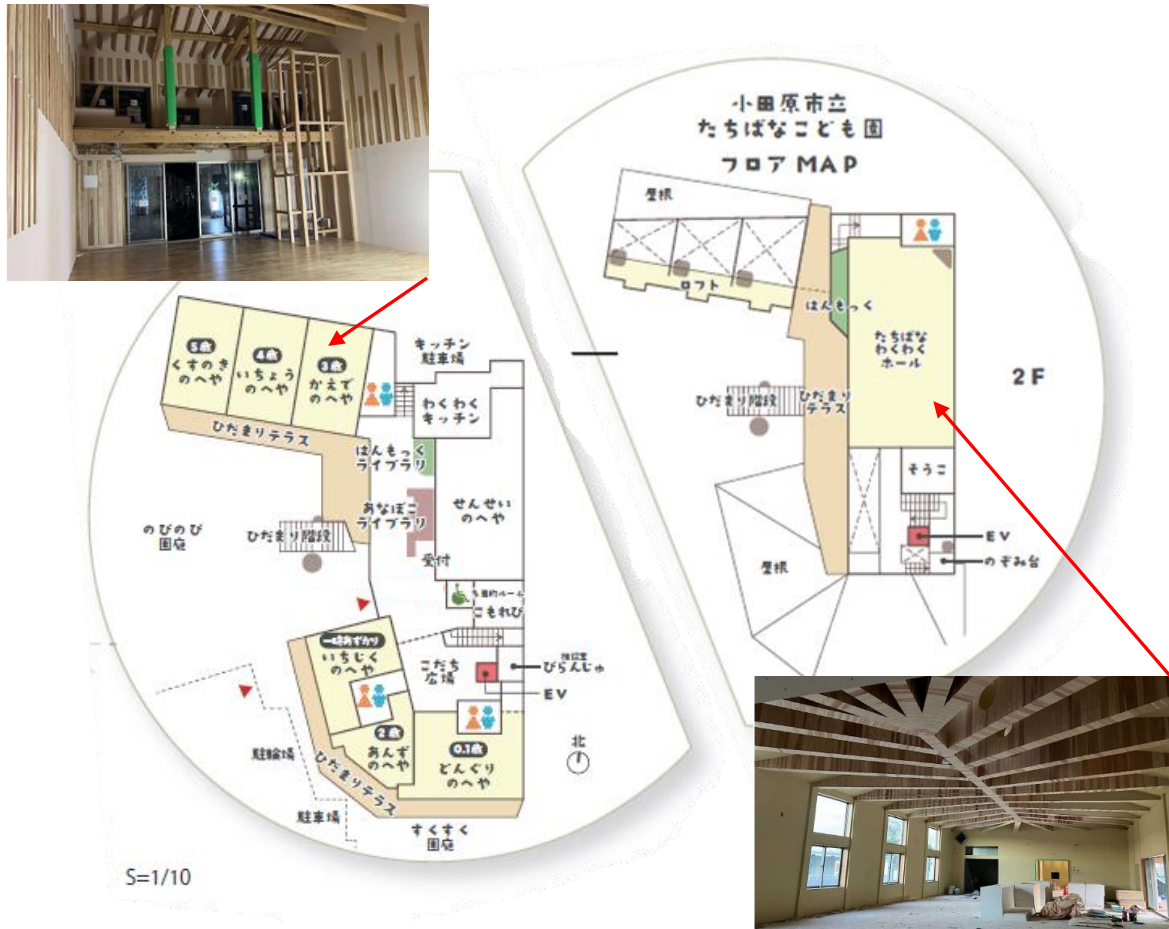 小田原市立
たちばなこども園
フロアMAP
屋根
ロフト
はんもっく
たちばな
わくわく
ホール
2F
ひだまり階段
ひだまり
テラス
そうこ
EV
のぞみ台
屋根
5歳
くすのき
のへや
4歳
いちょう
のへや
3歳
かえで
のへや
キッチン
駐車場
わくわく
キッチン
ひだまりテラス
はんもっく
ライブラリ
あなぼこ
ライブラリ
せんせい
のへや
のびのび
園庭
ひだまり階段
受付
多目的ルーム
こもれび
一時あずかり
いちじく
のへや
こだち
広場
相談室
びらんじゅ
EV
2歳
あんず
のへや
0.1歳
どんぐり
のへや
ひだまりテラス
駐輪場
駐車場
すくすく
園庭
北
S=1/10